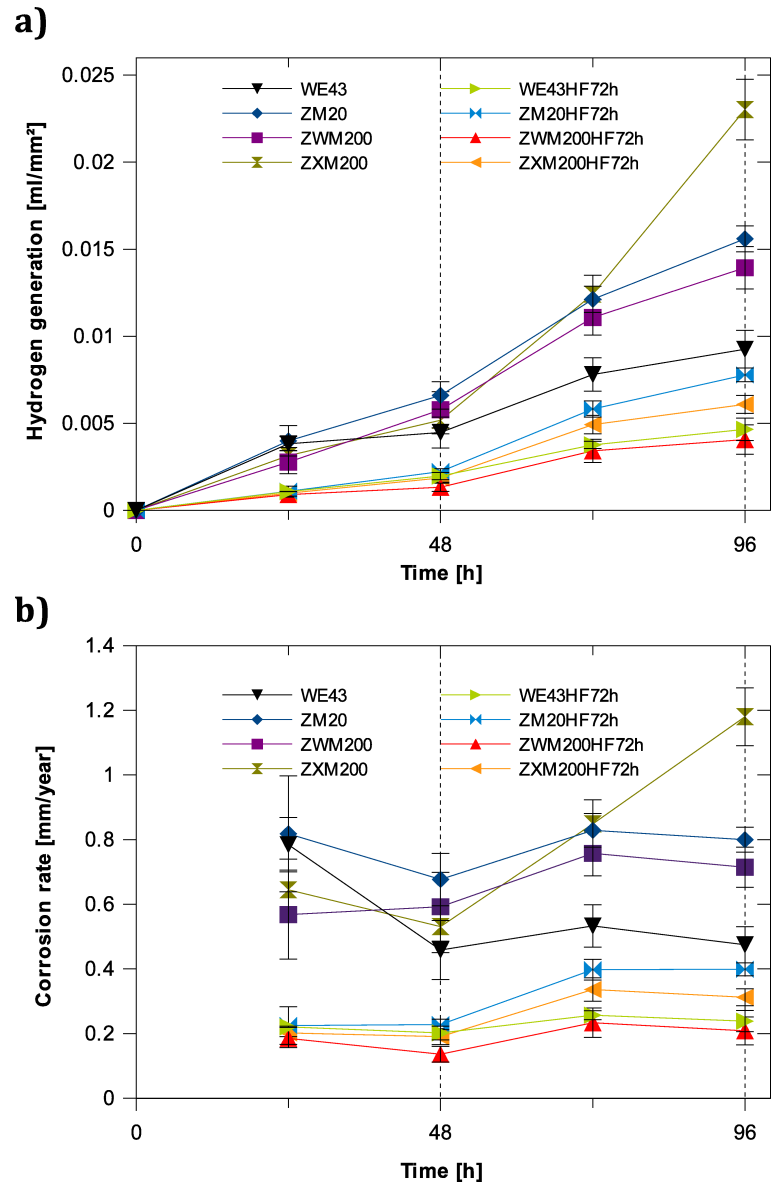 a)
0.025
0.02
0.015
0.01
0.005
0
Hydrogen generation [ml/mm²]
WE43
ZM20
ZWM200
ZXM200
WE43HF72h
ZM20HF72h
ZWM200HF72h
ZXM200HF72h
0 48 96
Time [h]
b)
1.4
1.2
1
0.8
0.6
0.4
0.2
0
Corrosion rate [mm/year]
WE43
ZM20
ZWM200
ZXM200
WE43HF72h
ZM20HF72h
ZWM200HF72h
ZXM200HF72h
0 48 96
Time [h]